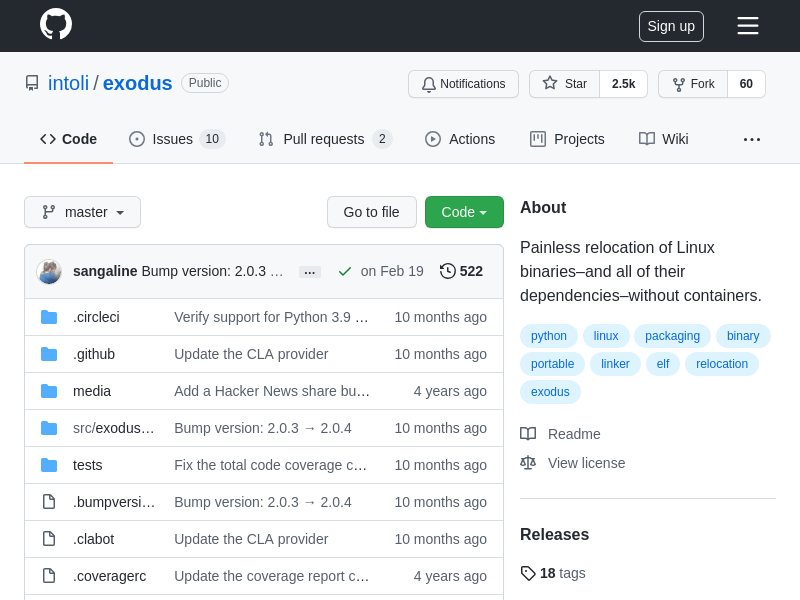 Sign up
intoli / exodus Public
Notifications Star 2.5k Fork 60
Code Issues 10 Pull requests 2 Actions Projects Wiki ...
master Go to file Code
sangaline Bump version: 2.0.3 … ... on Feb 19 522
.circleci Verify support for Python 3.9 … 10 months ago
.github Update the CLA provider 10 months ago
media Add a Hacker News share bu… 4 years ago
src/exodus… Bump version: 2.0.3 → 2.0.4 10 months ago
tests Fix the total code coverage c… 10 months ago
.bumpversi… Bump version: 2.0.3 → 2.0.4 10 months ago
.clabot Update the CLA provider 10 months ago
.coveragerc Update the coverage report c… 4 years ago
About
Painless relocation of Linux
binaries–and all of their
dependencies–without containers.
python linux packaging binary
portable linker elf relocation
exodus
Readme
View license
Releases
18 tags